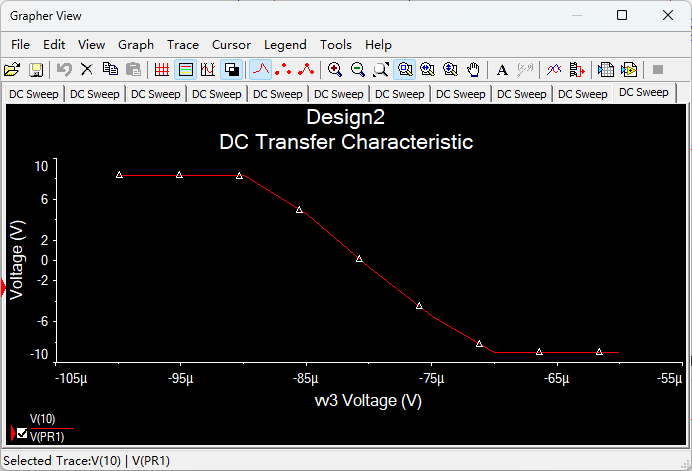 Grapher View
File Edit View Graph Trace Cursor Legend Tools Help
A (x,y)
DC Sweep DC Sweep DC Sweep DC Sweep DC Sweep DC Sweep DC Sweep DC Sweep DC Sweep DC Sweep DC Sweep
Design2
DC Transfer Characteristic
10
6
2
0
-2
-6
-10
Voltage (V)
-105µ -95µ -85µ -75µ -65µ -55µ
vv3 Voltage (V)
V(10)
V(PR1)
Selected Trace:V(10) | V(PR1)